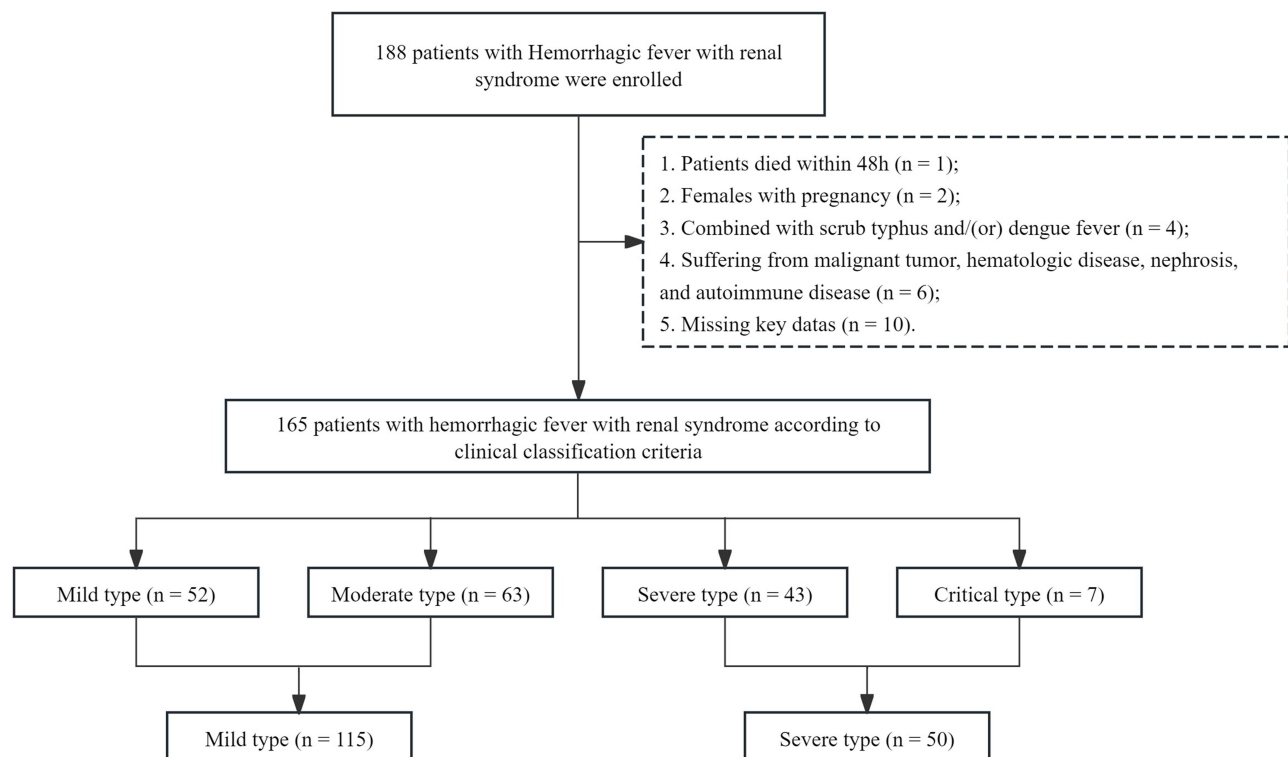 188 patients with Hemorrhagic fever with renal
syndrome were enrolled
1. Patients died within 48h (n = 1);
2. Females with pregnancy (n = 2);
3. Combined with scrub typhus and/(or) dengue fever (n = 4);
4. Suffering from malignant tumor, hematologic disease, nephrosis,
and autoimmune disease (n = 6);
5. Missing key datas (n = 10).
165 patients with hemorrhagic fever with renal syndrome according to
clinical classification criteria
Mild type (n = 52)
Moderate type (n = 63)
Severe type (n = 43)
Critical type (n = 7)
Mild type (n = 115)
Severe type (n = 50)